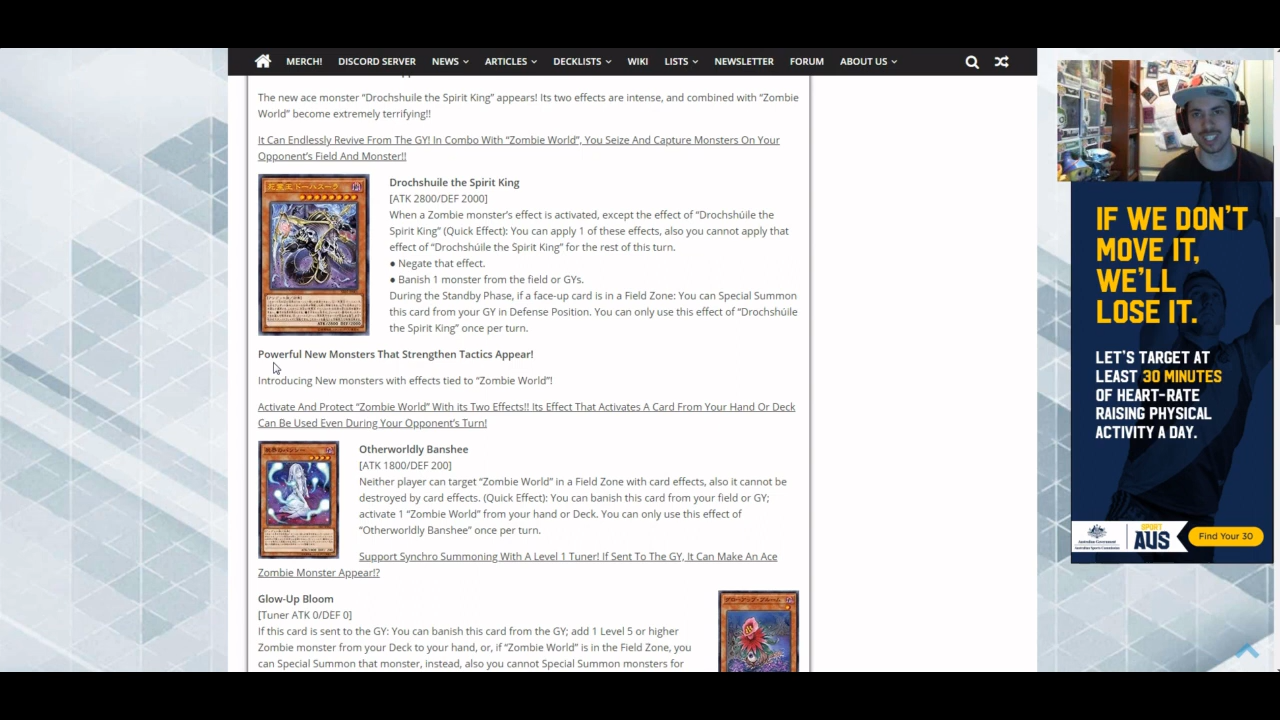 MERCH!
DISCORD SERVER
NEWS
ARTICLES
DECKLISTS
WIKI
LISTS
NEWSLETTER
FORUM
ABOUT US
The new ace monster “Drochshuile the Spirit King” appears! Its two effects are intense, and combined with “Zombie
World” become extremely terrifying!!
It Can Endlessly Revive From The GY! In Combo With “Zombie World”, You Seize And Capture Monsters On Your
Opponent’s Field And Monster!!
Drochshuile the Spirit King
[ATK 2800/DEF 2000]
When a Zombie monster’s effect is activated, except the effect of “Drochshúile the
Spirit King” (Quick Effect): You can apply 1 of these effects, also you cannot apply that
effect of “Drochshúile the Spirit King” for the rest of this turn.
● Negate that effect.
● Banish 1 monster from the field or GYs.
During the Standby Phase, if a face-up card is in a Field Zone: You can Special Summon
this card from your GY in Defense Position. You can only use this effect of “Drochshúile
the Spirit King” once per turn.
Powerful New Monsters That Strengthen Tactics Appear!
Introducing New monsters with effects tied to “Zombie World”!
Activate And Protect “Zombie World” With its Two Effects!! Its Effect That Activates A Card From Your Hand Or Deck
Can Be Used Even During Your Opponent’s Turn!
Otherworldly Banshee
[ATK 1800/DEF 200]
Neither player can target “Zombie World” in a Field Zone with card effects, also it cannot be
destroyed by card effects. (Quick Effect): You can banish this card from your field or GY;
activate 1 “Zombie World” from your hand or Deck. You can only use this effect of
“Otherworldly Banshee” once per turn.
Support Synchro Summoning With A Level 1 Tuner! If Sent To The GY, It Can Make An Ace
Zombie Monster Appear!?
Glow-Up Bloom
[Tuner ATK 0/DEF 0]
If this card is sent to the GY: You can banish this card from the GY; add 1 Level 5 or higher
Zombie monster from your Deck to your hand, or, if “Zombie World” is in the Field Zone, you
can Special Summon that monster, instead, also you cannot Special Summon monsters for
IF WE DON’T
MOVE IT,
WE’LL
LOSE IT.
LET’S TARGET AT
LEAST 30 MINUTES
OF HEART-RATE
RAISING PHYSICAL
ACTIVITY A DAY.
Australian Government
SPORT
AUS
Find Your 30